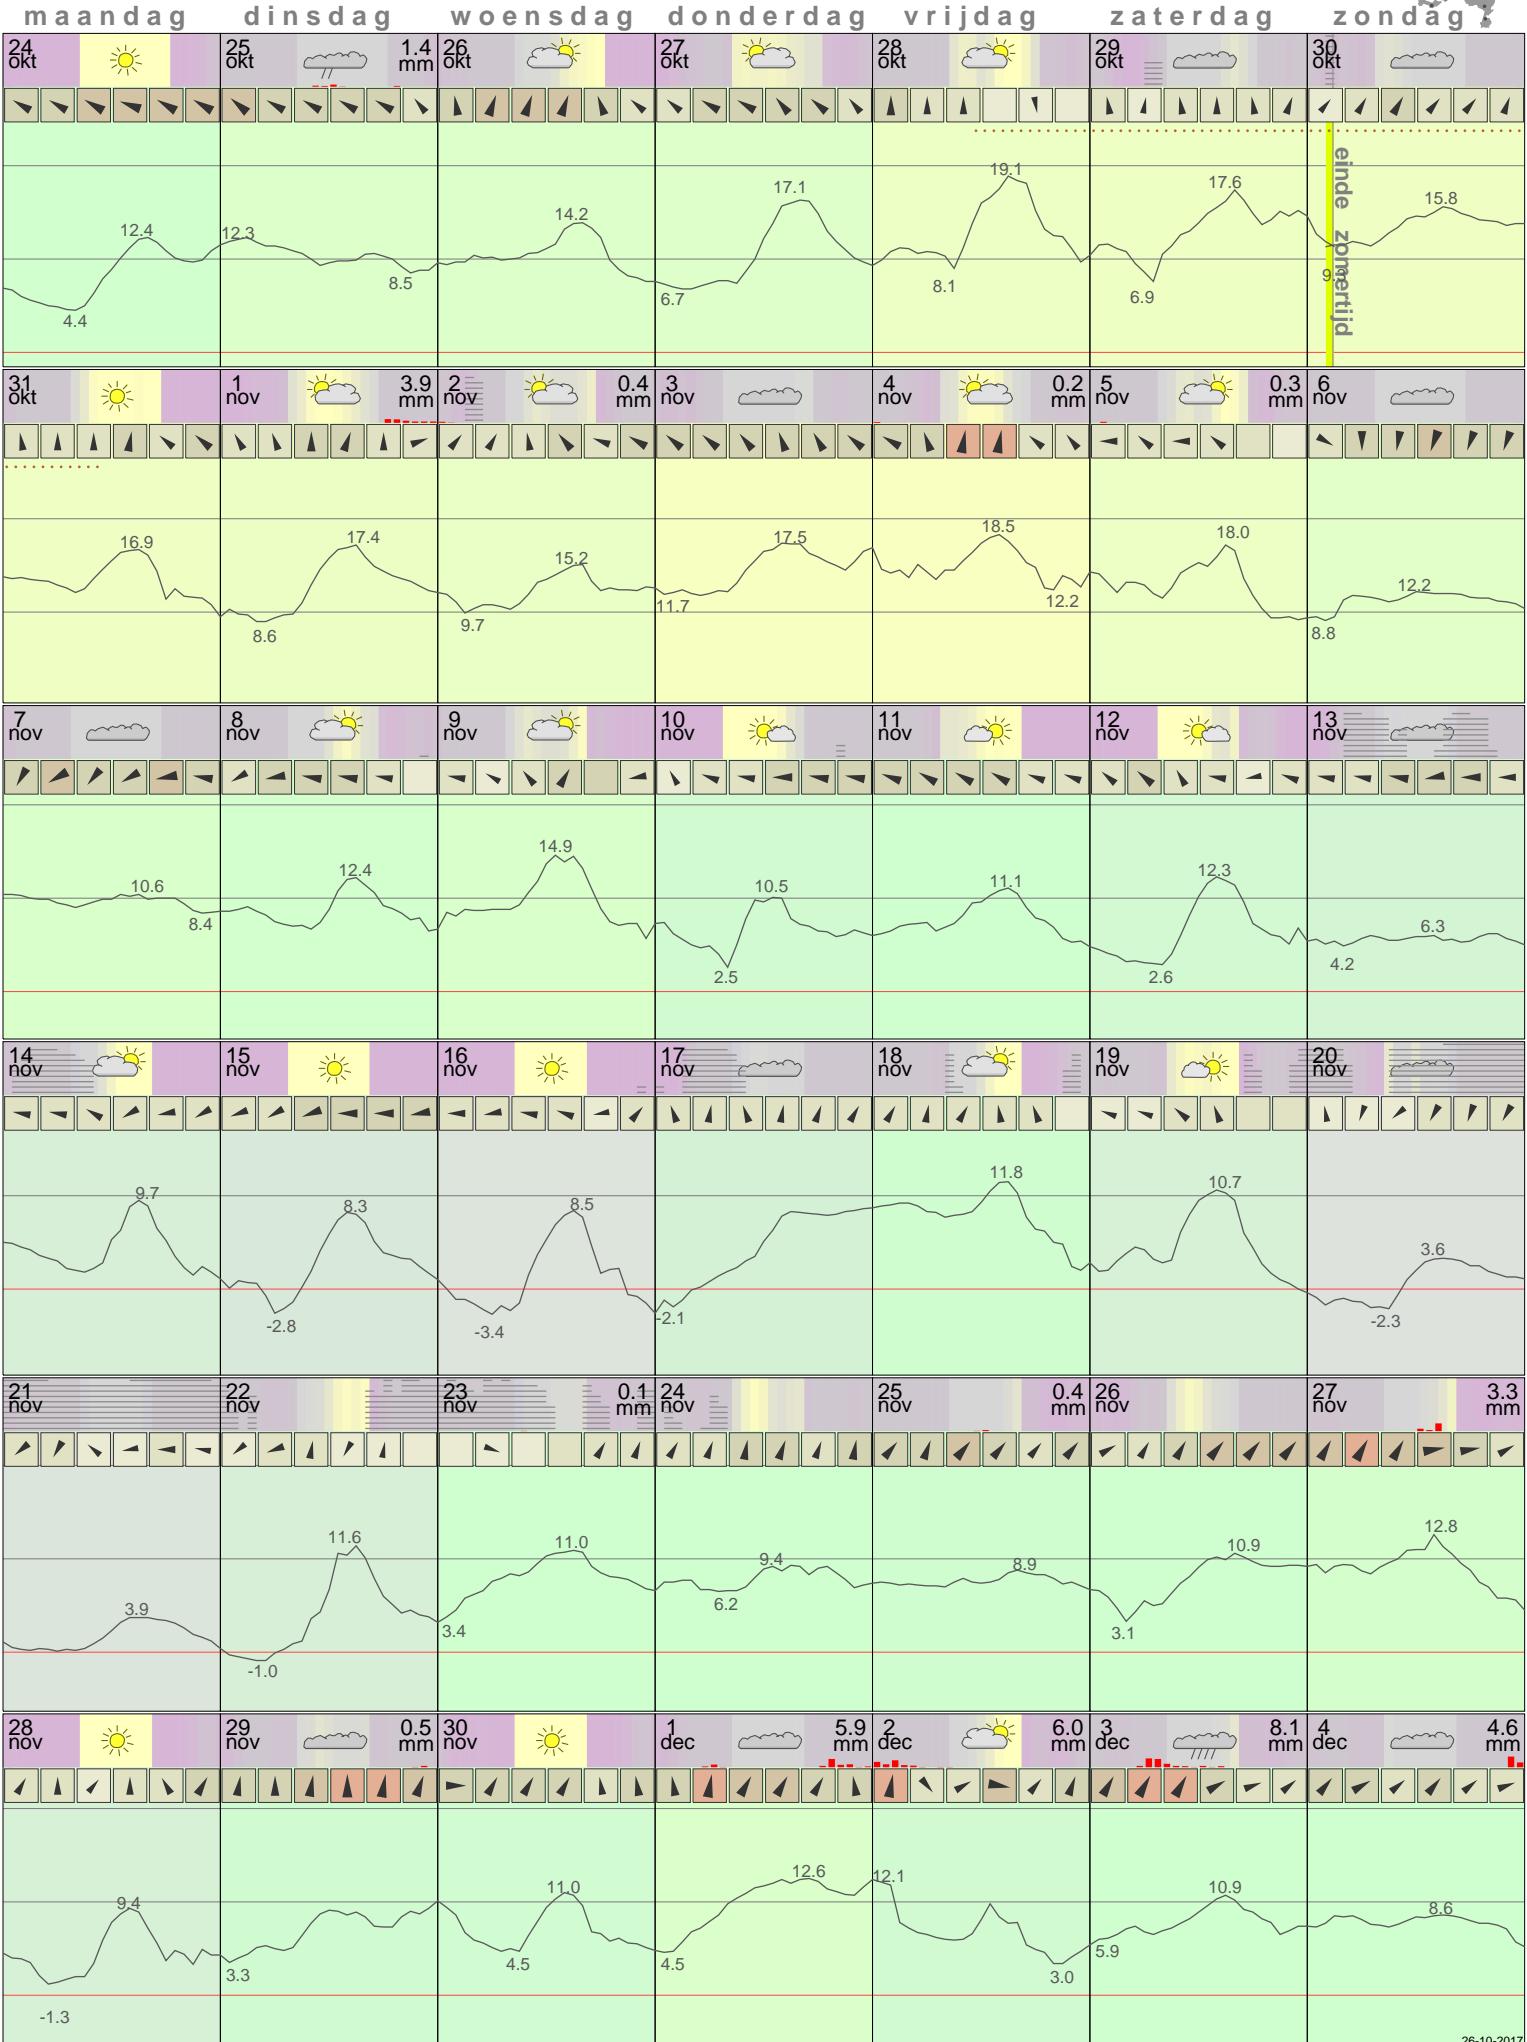 maandag dinsdag woensdag donderdag vrijdag zaterdag zondag
24 okt
25 okt 1.4 mm
26 okt
27 okt
28 okt
29 okt
30 okt
12.4
4.4
12.3
8.5
14.2
6.7
17.1
8.1
19.1
6.9
17.6
15.8
einde zomertijd
31 okt
1 nov 3.9 mm
2 nov 0.4 mm
3 nov
4 nov 0.2 mm
5 nov 0.3 mm
6 nov
16.9
8.6
17.4
9.7
15.2
11.7
17.5
18.5
12.2
18.0
8.8
12.2
7 nov
8 nov
9 nov
10 nov
11 nov
12 nov
13 nov
10.6
8.4
12.4
14.9
2.5
10.5
11.1
2.6
12.3
4.2
6.3
14 nov
15 nov
16 nov
17 nov
18 nov
19 nov
20 nov
9.7
-2.8
8.3
-3.4
8.5
-2.1
11.8
10.7
-2.3
3.6
21 nov
22 nov
23 nov 0.1 mm
24 nov
25 nov 0.4 mm
26 nov
27 nov 3.3 mm
3.9
-1.0
11.6
3.4
11.0
6.2
9.4
8.9
3.1
10.9
12.8
28 nov
29 nov 0.5 mm
30 nov
1 dec 5.9 mm
2 dec 6.0 mm
3 dec 8.1 mm
4 dec 4.6 mm
-1.3
9.4
3.3
4.5
11.0
4.5
12.6
12.1
3.0
5.9
10.9
8.6
26-10-2017